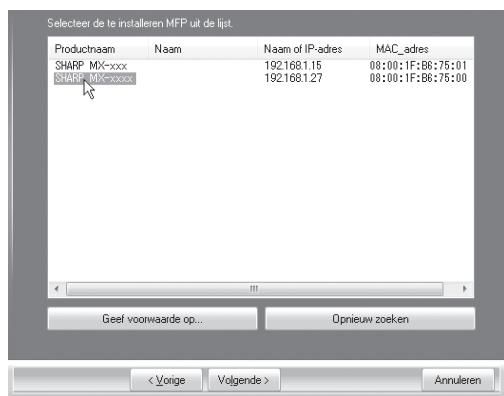 Selecteer de te installeren MFP uit de lijst.
Productnaam Naam Naam of IP-adres MAC_adres
SHARP MX-xxx 192.168.1.15 08:00:1F:B6:75:01
SHARP MX-xxxx 192.168.1.27 08:00:1F:B6:75:00
Geef voorwaarde op... Opnieuw zoeken
< Vorige Volgende > Annuleren